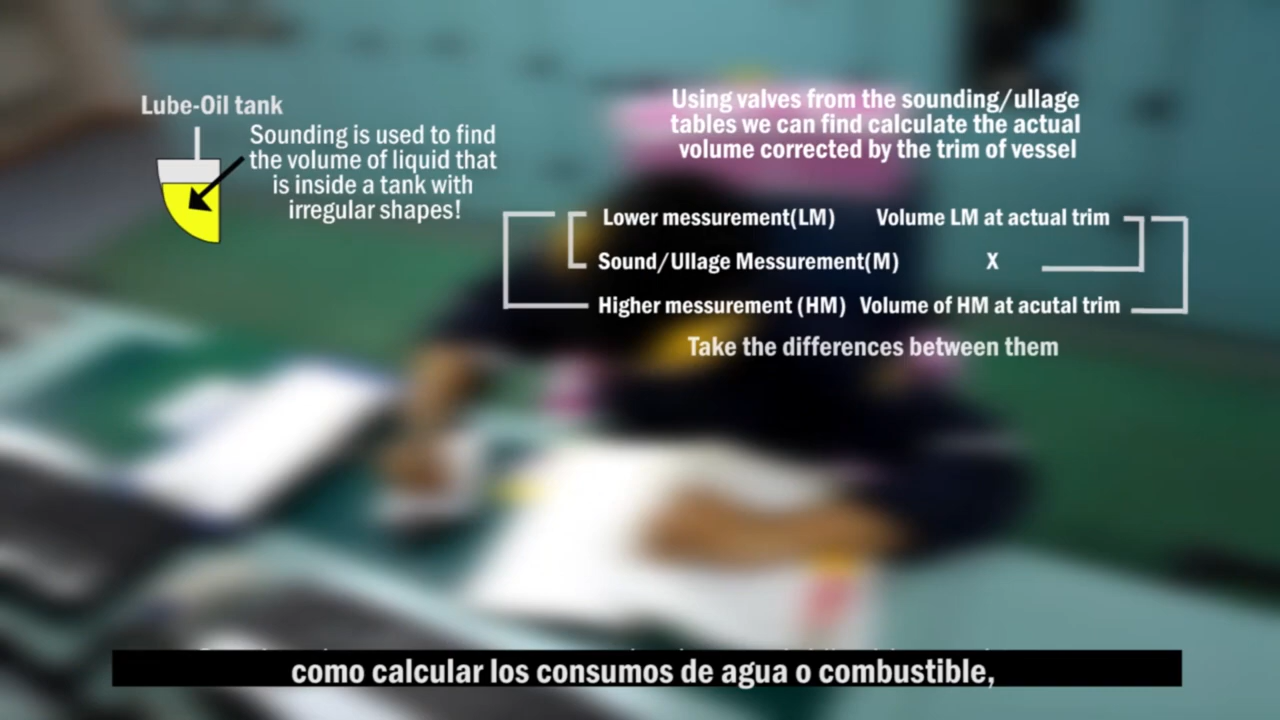 Lube-Oil tank
Sounding is used to find
the volume of liquid that
is inside a tank with
irregular shapes!
Using valves from the sounding/ullage
tables we can find calculate the actual
volume corrected by the trim of vessel
Lower messurement(LM) Volume LM at actual trim
Sound/Ullage Messurement(M) X
Higher messurement (HM) Volume of HM at acutal trim
Take the differences between them
como calcular los consumos de agua o combustible,